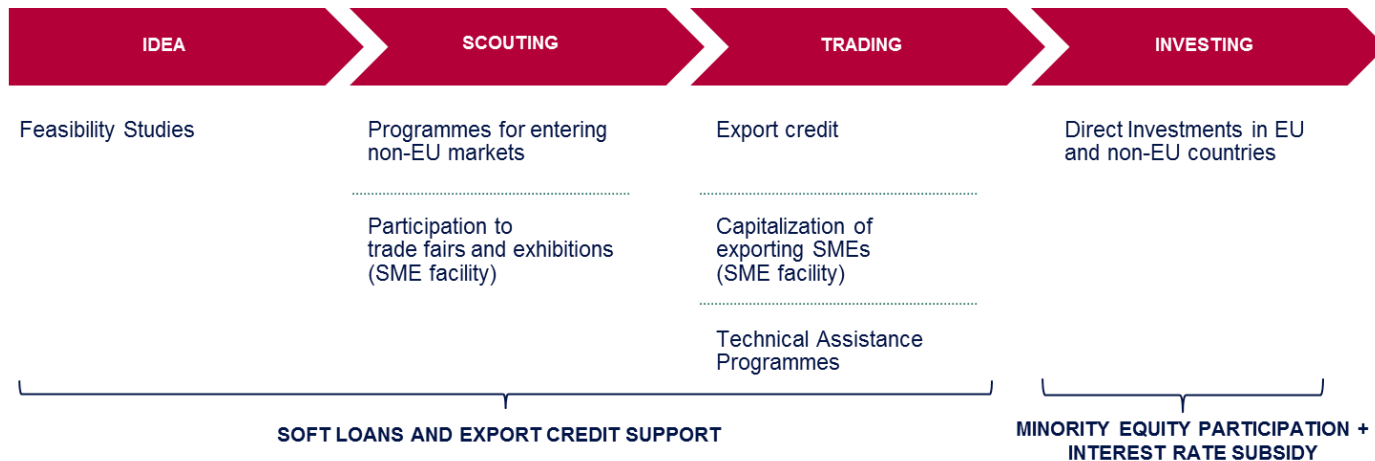 IDEA
SCOUTING
TRADING
INVESTING
Feasibility Studies
Programmes for entering
non-EU markets
Participation to
trade fairs and exhibitions
(SME facility)
Export credit
Capitalization of
exporting SMEs
(SME facility)
Technical Assistance
Programmes
Direct Investments in EU
and non-EU countries
SOFT LOANS AND EXPORT CREDIT SUPPORT
MINORITY EQUITY PARTICIPATION +
INTEREST RATE SUBSIDY